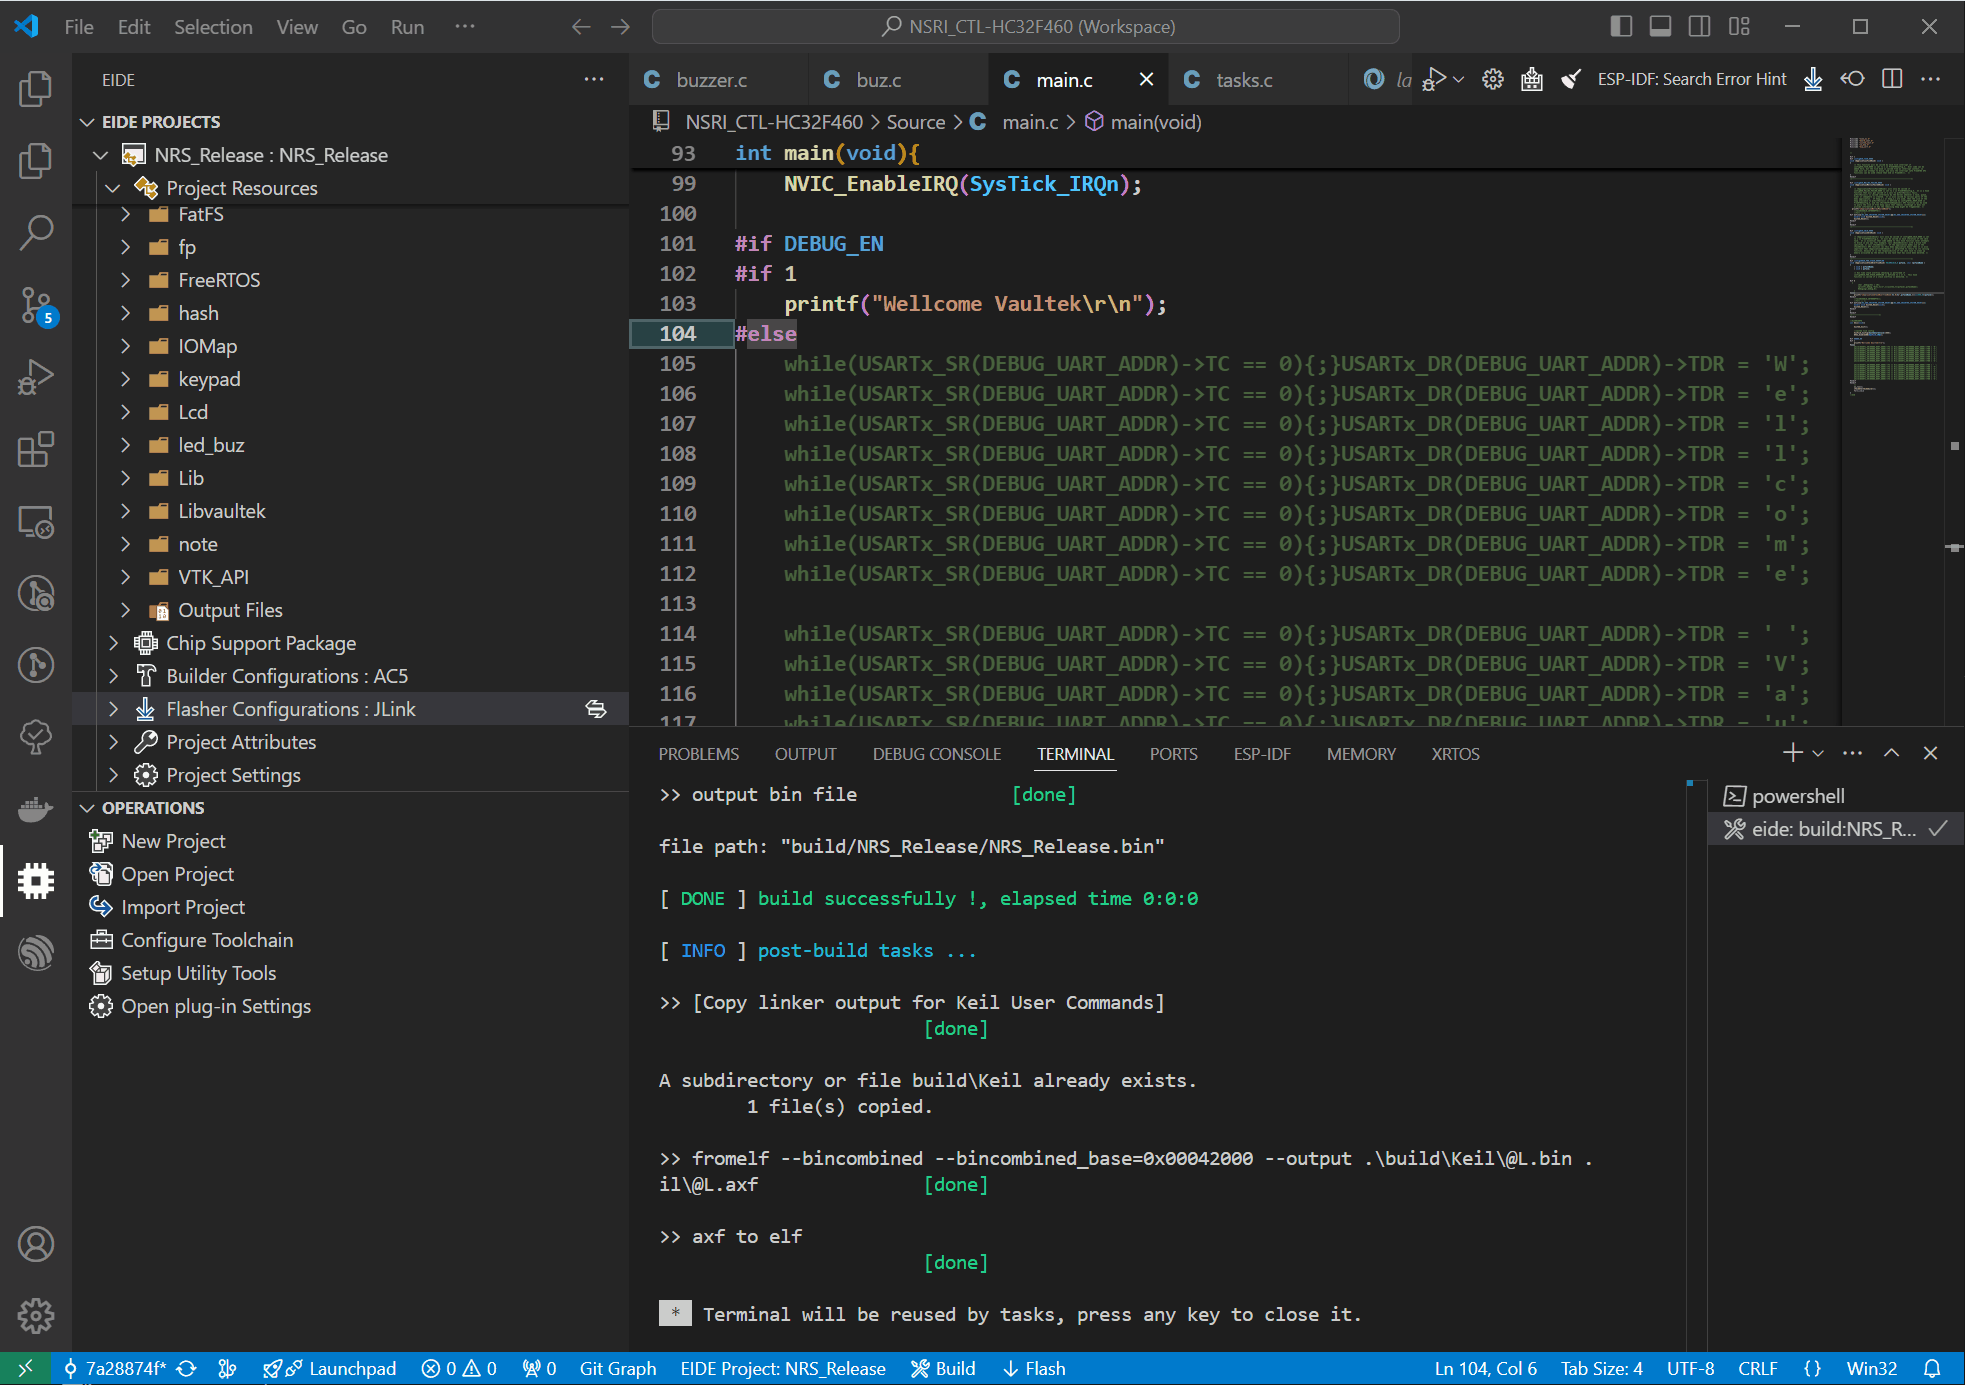 File Edit Selection View Go Run ··· NSRI_CTL-HC32F460 (Workspace)
EIDE ···
EIDE PROJECTS
NRS_Release : NRS_Release
Project Resources
FatFS
fp
FreeRTOS
hash
IOMap
keypad
Lcd
led_buz
Lib
Libvaultek
note
VTK_API
Output Files
Chip Support Package
Builder Configurations : AC5
Flasher Configurations : JLink
Project Attributes
Project Settings
OPERATIONS
New Project
Open Project
Import Project
Configure Toolchain
Setup Utility Tools
Open plug-in Settings
5
buzzer.c buz.c main.c tasks.c la ESP-IDF: Search Error Hint ···
NSRI_CTL-HC32F460 > Source > main.c > main(void)
93 int main(void){
99 NVIC_EnableIRQ(SysTick_IRQn);
100
101 #if DEBUG_EN
102 #if 1
103 printf("Wellcome Vaultek\r\n");
104 #else
105 while(USARTx_SR(DEBUG_UART_ADDR)->TC == 0){;}USARTx_DR(DEBUG_UART_ADDR)->TDR = 'W';
106 while(USARTx_SR(DEBUG_UART_ADDR)->TC == 0){;}USARTx_DR(DEBUG_UART_ADDR)->TDR = 'e';
107 while(USARTx_SR(DEBUG_UART_ADDR)->TC == 0){;}USARTx_DR(DEBUG_UART_ADDR)->TDR = 'l';
108 while(USARTx_SR(DEBUG_UART_ADDR)->TC == 0){;}USARTx_DR(DEBUG_UART_ADDR)->TDR = 'l';
109 while(USARTx_SR(DEBUG_UART_ADDR)->TC == 0){;}USARTx_DR(DEBUG_UART_ADDR)->TDR = 'c';
110 while(USARTx_SR(DEBUG_UART_ADDR)->TC == 0){;}USARTx_DR(DEBUG_UART_ADDR)->TDR = 'o';
111 while(USARTx_SR(DEBUG_UART_ADDR)->TC == 0){;}USARTx_DR(DEBUG_UART_ADDR)->TDR = 'm';
112 while(USARTx_SR(DEBUG_UART_ADDR)->TC == 0){;}USARTx_DR(DEBUG_UART_ADDR)->TDR = 'e';
113
114 while(USARTx_SR(DEBUG_UART_ADDR)->TC == 0){;}USARTx_DR(DEBUG_UART_ADDR)->TDR = ' ';
115 while(USARTx_SR(DEBUG_UART_ADDR)->TC == 0){;}USARTx_DR(DEBUG_UART_ADDR)->TDR = 'V';
116 while(USARTx_SR(DEBUG_UART_ADDR)->TC == 0){;}USARTx_DR(DEBUG_UART_ADDR)->TDR = 'a';
117 while(USARTx_SR(DEBUG_UART_ADDR)->TC == 0){;}USARTx_DR(DEBUG_UART_ADDR)->TDR = 'u';
PROBLEMS OUTPUT DEBUG CONSOLE TERMINAL PORTS ESP-IDF MEMORY XRTOS
>> output bin file [done]
file path: "build/NRS_Release/NRS_Release.bin"
[ DONE ] build successfully !, elapsed time 0:0:0
[ INFO ] post-build tasks ...
>> [Copy linker output for Keil User Commands]
[done]
A subdirectory or file build\Keil already exists.
1 file(s) copied.
>> fromelf --bincombined --bincombined_base=0x00042000 --output .\build\Keil\@L.bin .
il\@L.axf [done]
>> axf to elf
[done]
* Terminal will be reused by tasks, press any key to close it.
powershell
eide: build:NRS_R...
7a28874f* Launchpad 0 0 0 Git Graph EIDE Project: NRS_Release Build Flash Ln 104, Col 6 Tab Size: 4 UTF-8 CRLF {} Win32